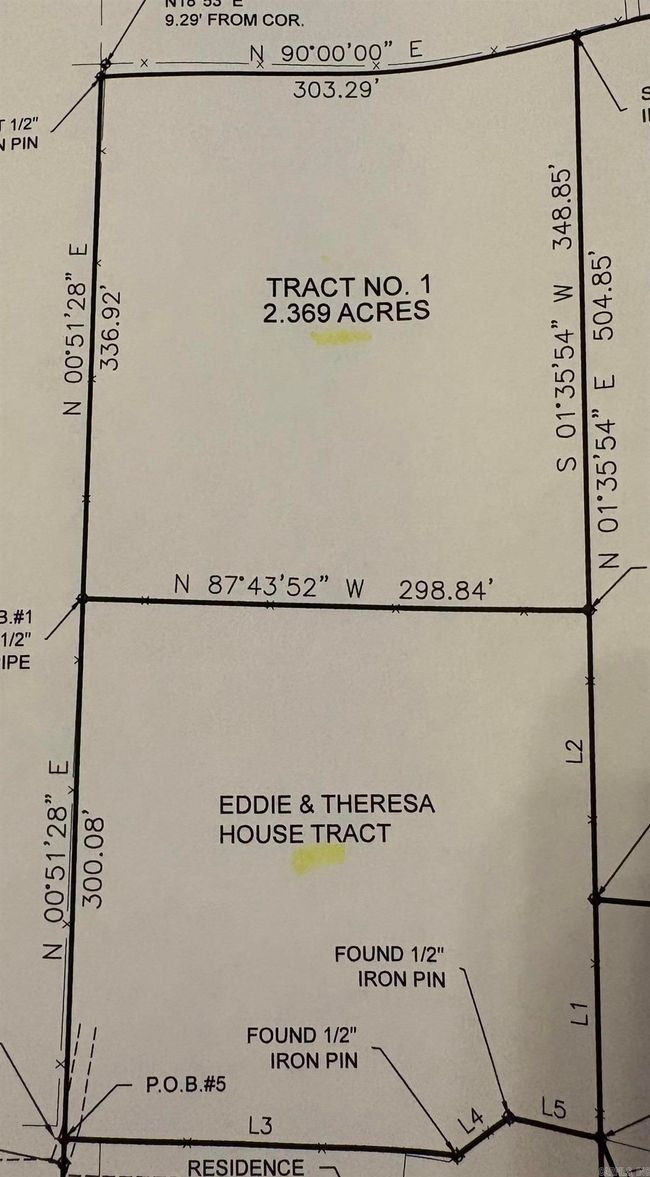 N18°53' E
9.29' FROM COR.
N 90°00'00" E
303.29'
1/2"
PIN
N 00°51'28" E
336.92'
TRACT NO. 1
2.369 ACRES
S 01°35'54" W 348.85'
N 01°35'54" E 504.85'
N 87°43'52" W 298.84'
B.#1
1/2"
IPE
L2
N 00°51'28" E
300.08'
EDDIE & THERESA
HOUSE TRACT
FOUND 1/2"
IRON PIN
L1
FOUND 1/2"
IRON PIN
P.O.B.#5
L3
L4
L5
RESIDENCE